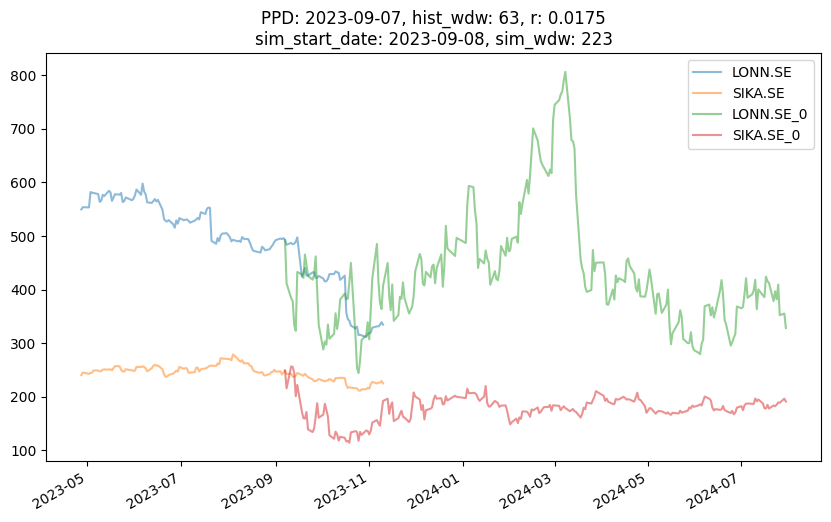 PPD: 2023-09-07, hist_wdw: 63, r: 0.0175
sim_start_date: 2023-09-08, sim_wdw: 223
LONN.SE
SIKA.SE
LONN.SE_0
SIKA.SE_0
800
700
600
500
400
300
200
100
2023-05
2023-07
2023-09
2023-11
2024-01
2024-03
2024-05
2024-07